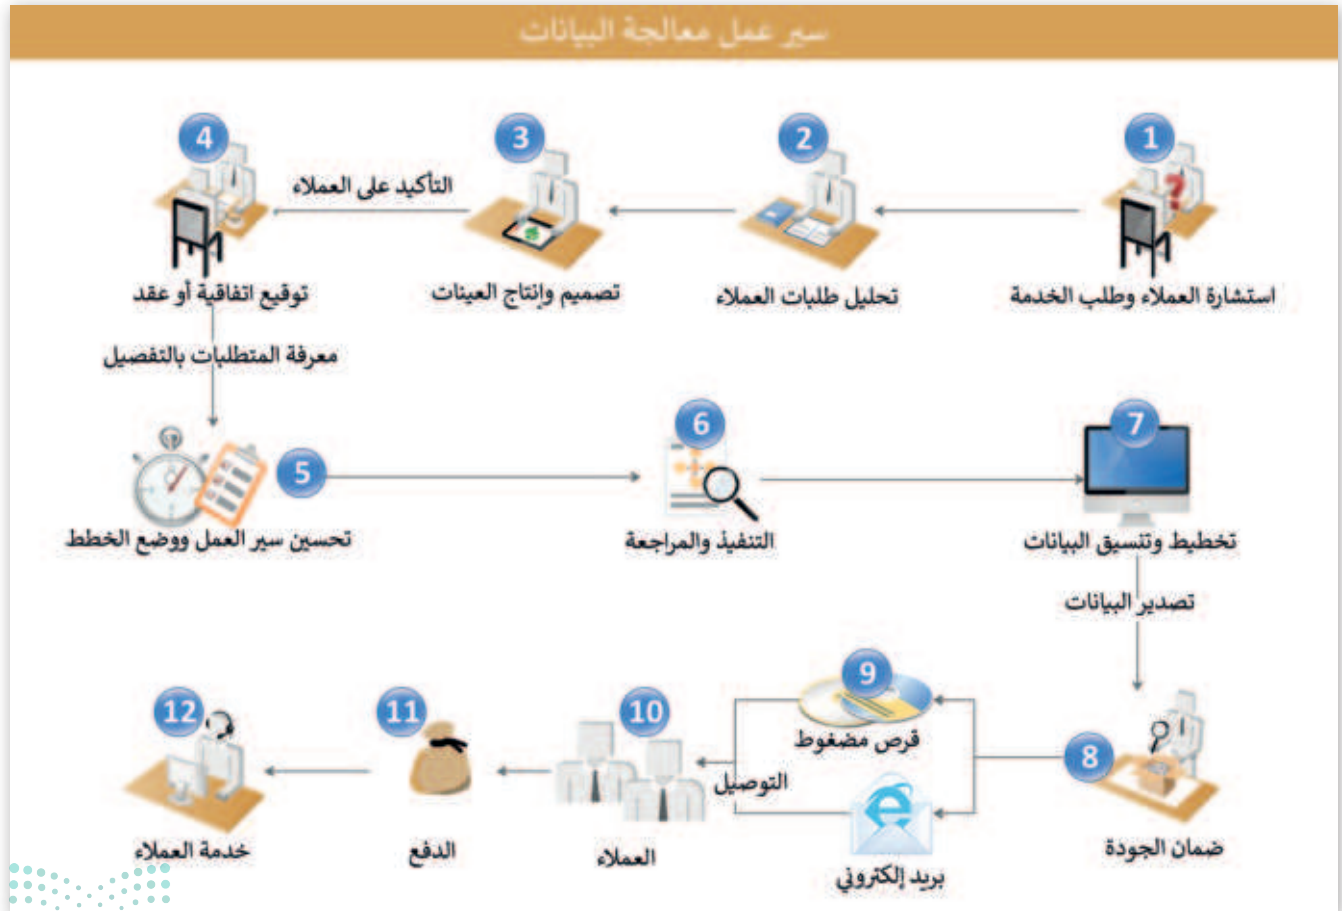 سير عمل معالجة البيانات
1
استشارة العملاء وطلب الخدمة
2
تحليل طلبات العملاء
3
تصميم وإنتاج العينات
التأكيد على العملاء
4
توقيع اتفاقية أو عقد
معرفة المتطلبات بالتفصيل
5
تحسين سير العمل ووضع الخطط
6
التنفيذ والمراجعة
7
تخطيط وتنسيق البيانات
تصدير البيانات
8
ضمان الجودة
9
قرص مضغوط
بريد إلكتروني
التوصيل
10
العملاء
11
الدفع
12
خدمة العملاء